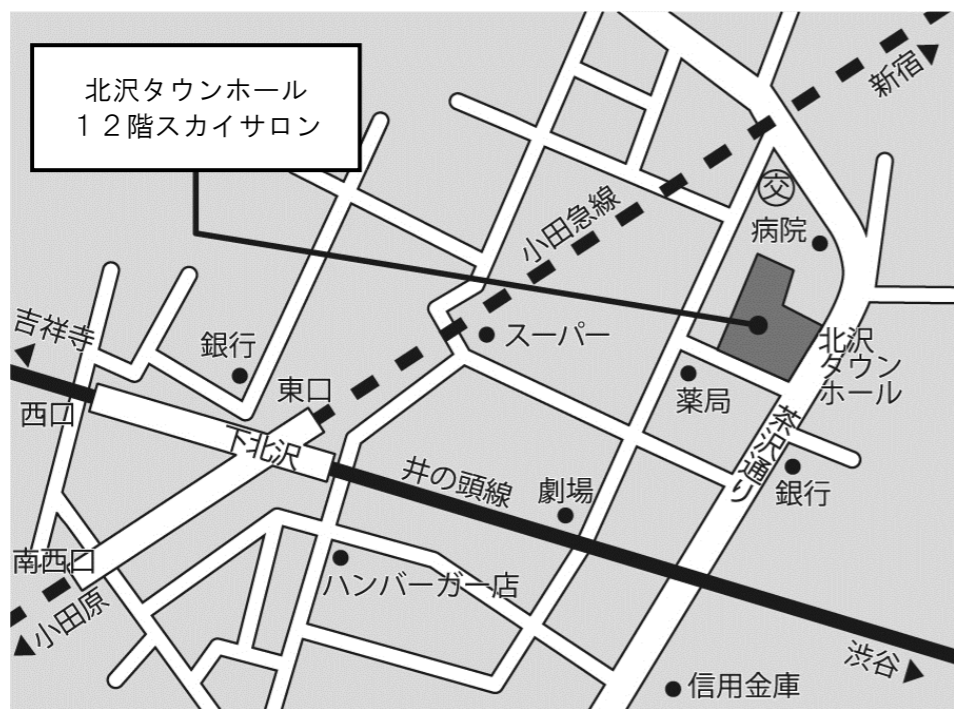 北沢タウンホール
１２階スカイサロン
新宿
小田急線
交
病院
吉祥寺
銀行
スーパー
東口
西口
薬局
北沢
タウン
ホール
下北沢
茶沢通り
井の頭線
劇場
銀行
南西口
ハンバーガー店
小田原
渋谷
信用金庫